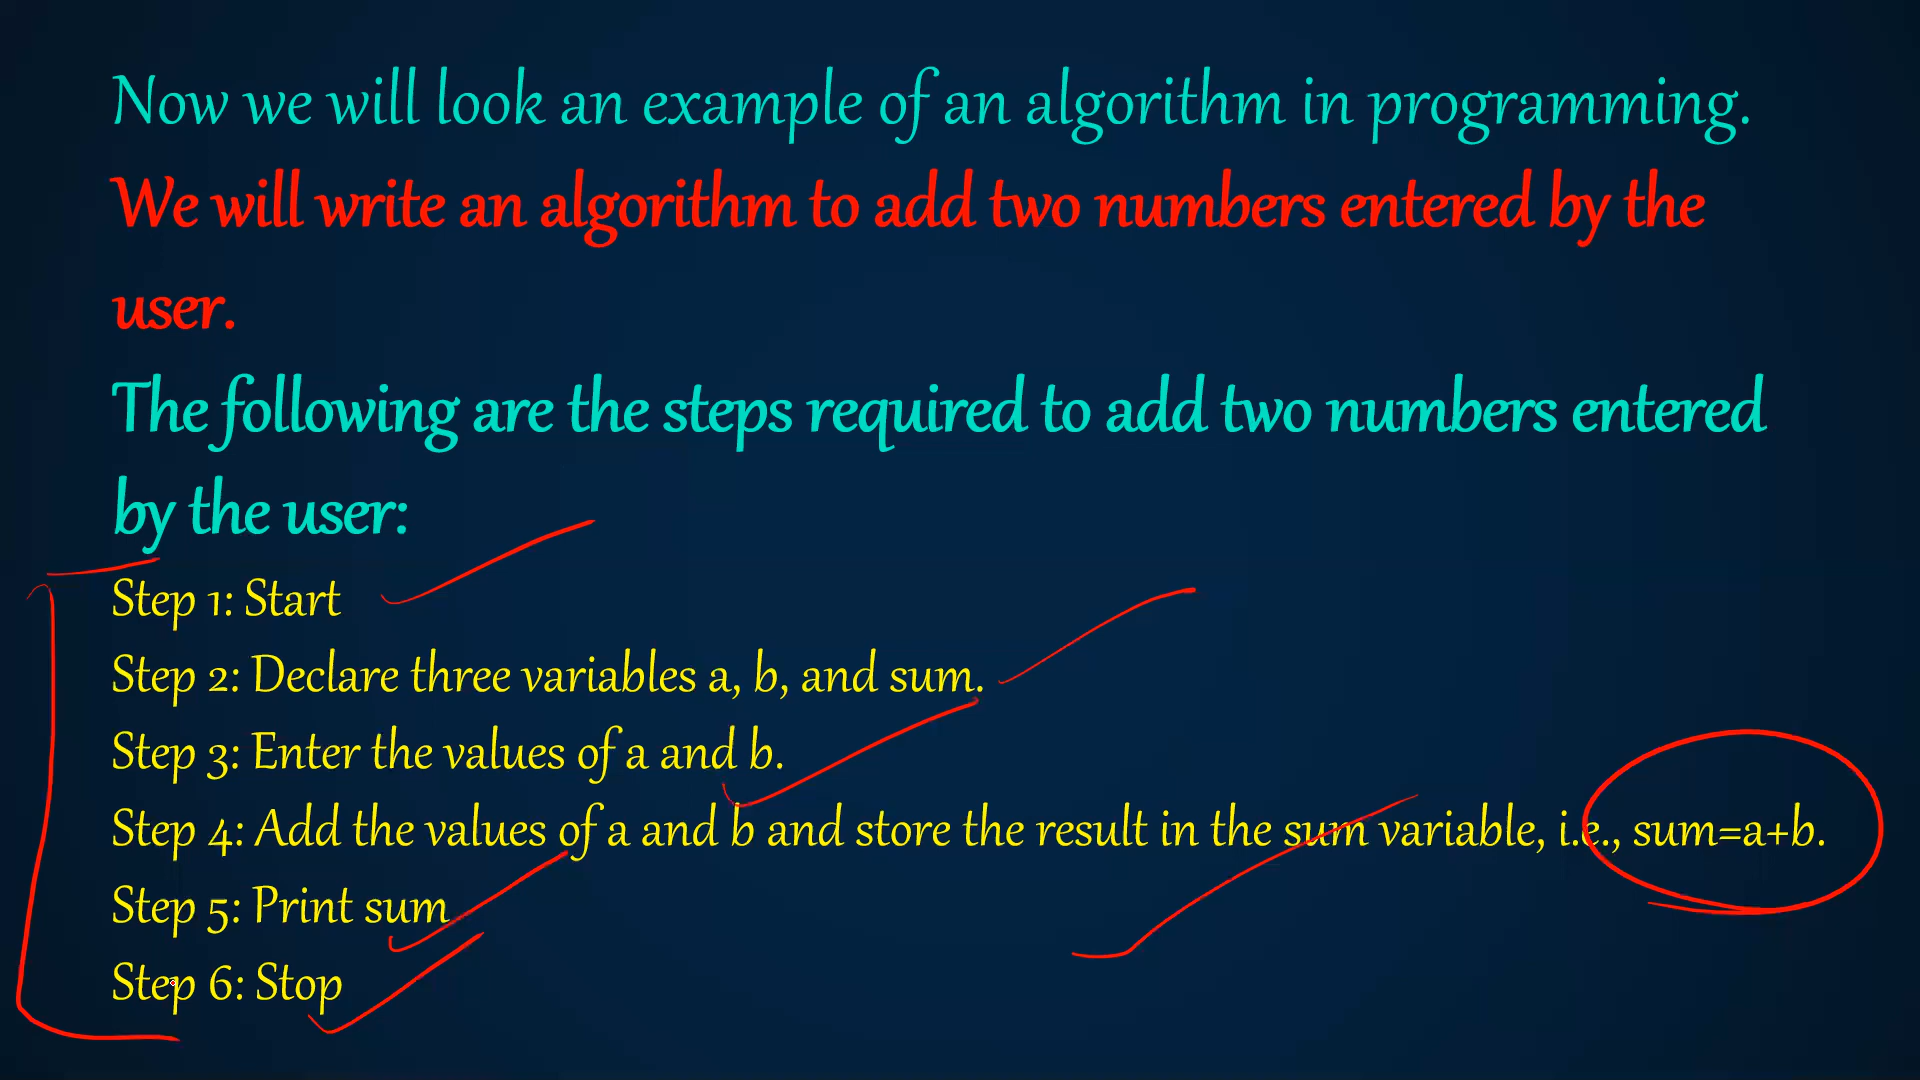 Now we will look an example of an algorithm in programming.
We will write an algorithm to add two numbers entered by the
user.
The following are the steps required to add two numbers entered
by the user:
Step 1: Start
Step 2: Declare three variables a, b, and sum.
Step 3: Enter the values of a and b.
Step 4: Add the values of a and b and store the result in the sum variable, i.e., sum=a+b.
Step 5: Print sum
Step 6: Stop